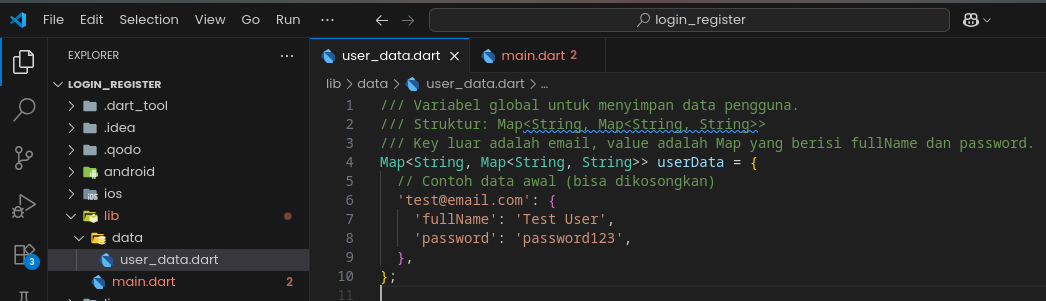 File Edit Selection View Go Run ··· login_register
EXPLORER ···
LOGIN_REGISTER
.dart_tool
.idea
.qodo
android
ios
lib
data
user_data.dart
main.dart 2
3
user_data.dart × main.dart 2
lib > data > user_data.dart > ...
1 /// Variabel global untuk menyimpan data pengguna.
2 /// Struktur: Map<String, Map<String, String>>
3 /// Key luar adalah email, value adalah Map yang berisi fullName dan password.
4 Map<String, Map<String, String>> userData = {
5 // Contoh data awal (bisa dikosongkan)
6 'test@email.com': {
7 'fullName': 'Test User',
8 'password': 'password123',
9 },
10 };
11